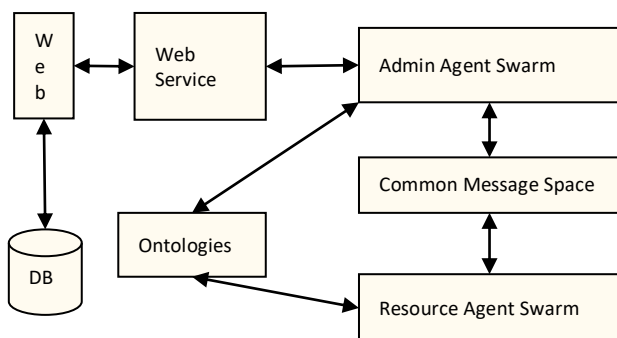 W
e
b
Web
Service
Admin Agent Swarm
Common Message Space
Ontologies
DB
Resource Agent Swarm